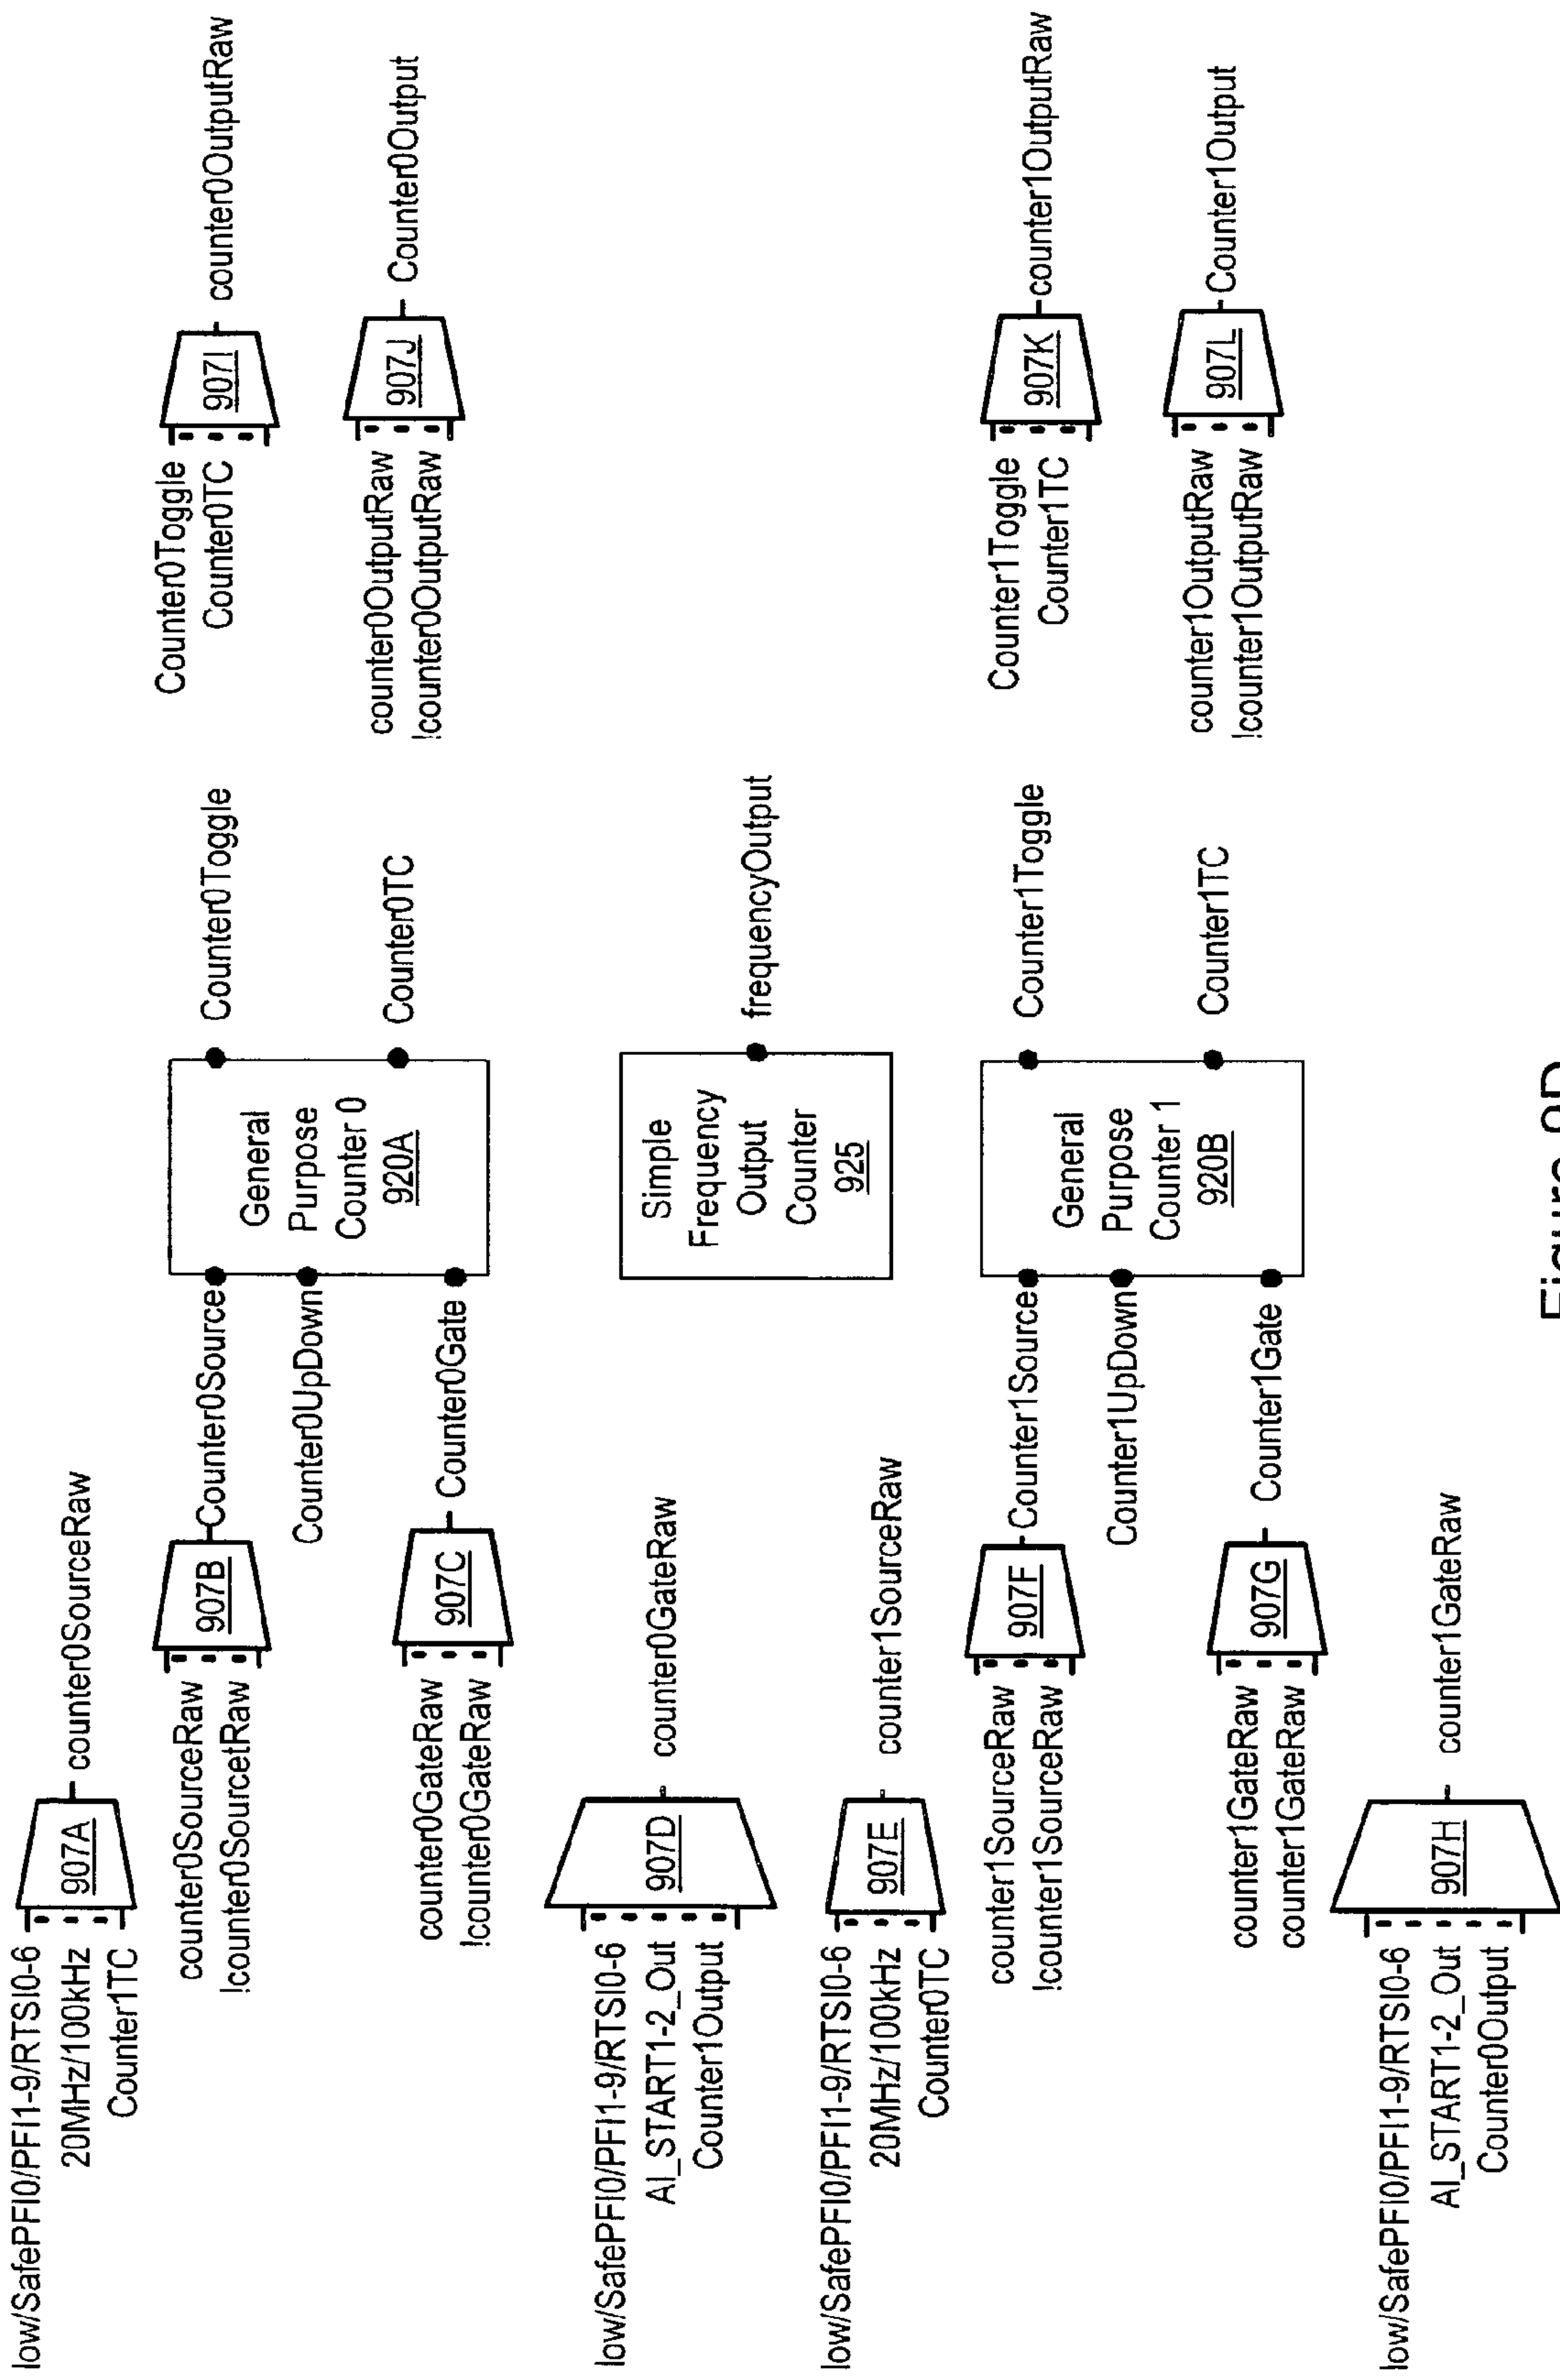 low/SafePFI0/PFI1-9/RTSI0-6
20MHz/100kHz
Counter1TC
907A
counter0SourceRaw
counter0SourceRaw
!counter0SourcetRaw
907B
Counter0Source
Counter0UpDown
counter0GateRaw
!counter0GateRaw
907C
Counter0Gate
General
Purpose
Counter 0
920A
Counter0Toggle
Counter0TC
Counter0Toggle
Counter0TC
907I
counter0OutputRaw
counter0OutputRaw
!counter0OutputRaw
907J
Counter0Output
low/SafePFI0/PFI1-9/RTSI0-6
AI_START1-2_Out
Counter1Output
907D
counter0GateRaw
Simple
Frequency
Output
Counter
925
frequencyOutput
low/SafePFI0/PFI1-9/RTSI0-6
20MHz/100kHz
Counter0TC
907E
counter1SourceRaw
counter1SourceRaw
!counter1SourceRaw
907F
Counter1Source
Counter1UpDown
counter1GateRaw
counter1GateRaw
907G
Counter1Gate
General
Purpose
Counter 1
920B
Counter1Toggle
Counter1TC
Counter1Toggle
Counter1TC
907K
counter1OutputRaw
counter1OutputRaw
!counter1OutputRaw
907L
Counter1Output
low/SafePFI0/PFI1-9/RTSI0-6
AI_START1-2_Out
Counter0Output
907H
counter1GateRaw
Figure